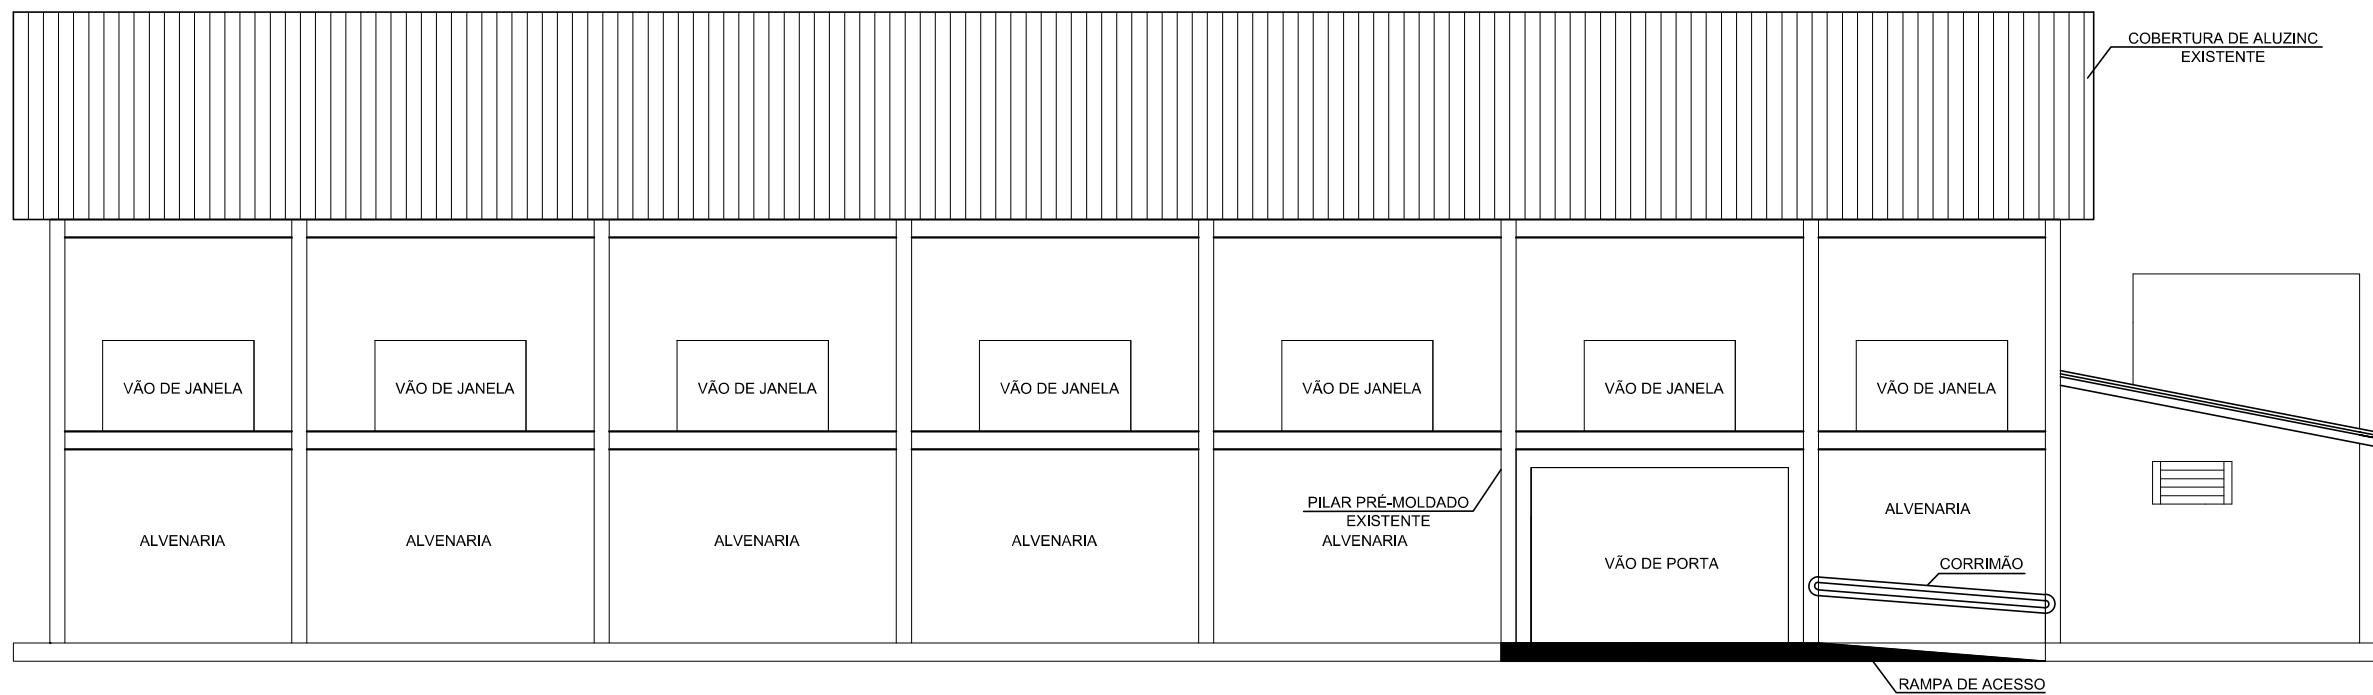 COBERTURA DE ALUZINC
EXISTENTE
VÃO DE JANELA
VÃO DE JANELA
VÃO DE JANELA
VÃO DE JANELA
VÃO DE JANELA
VÃO DE JANELA
VÃO DE JANELA
PILAR PRÉ-MOLDADO
EXISTENTE
ALVENARIA
ALVENARIA
ALVENARIA
ALVENARIA
ALVENARIA
ALVENARIA
VÃO DE PORTA
CORRIMÃO
RAMPA DE ACESSO